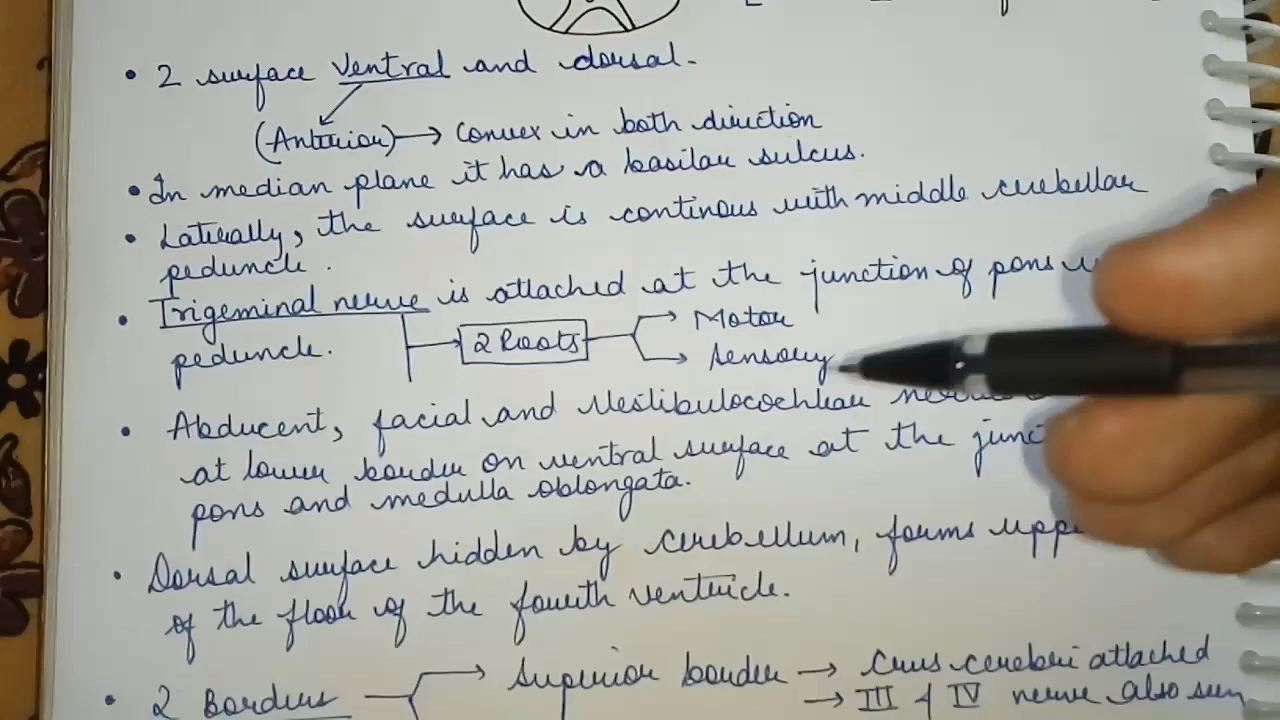 • 2 surface ventral and dorsal.
(Anterior) → Convex in both direction
• In median plane it has a basilar sulcus.
• Laterally, the surface is continous with middle cerebellar
peduncle.
• Trigeminal nerve is attached at the junction of pons
peduncle. 2 Roots → Motor
→ Sensory
• Abducent, facial and Vestibulocochlear
at lower border on ventral surface at the
pons and medulla oblongata.
• Dorsal surface hidden by cerebellum, forms
of the floor of the fourth ventricle.
• 2 Borders → Superior border → Crus cerebri attached
→ III & IV nerve also